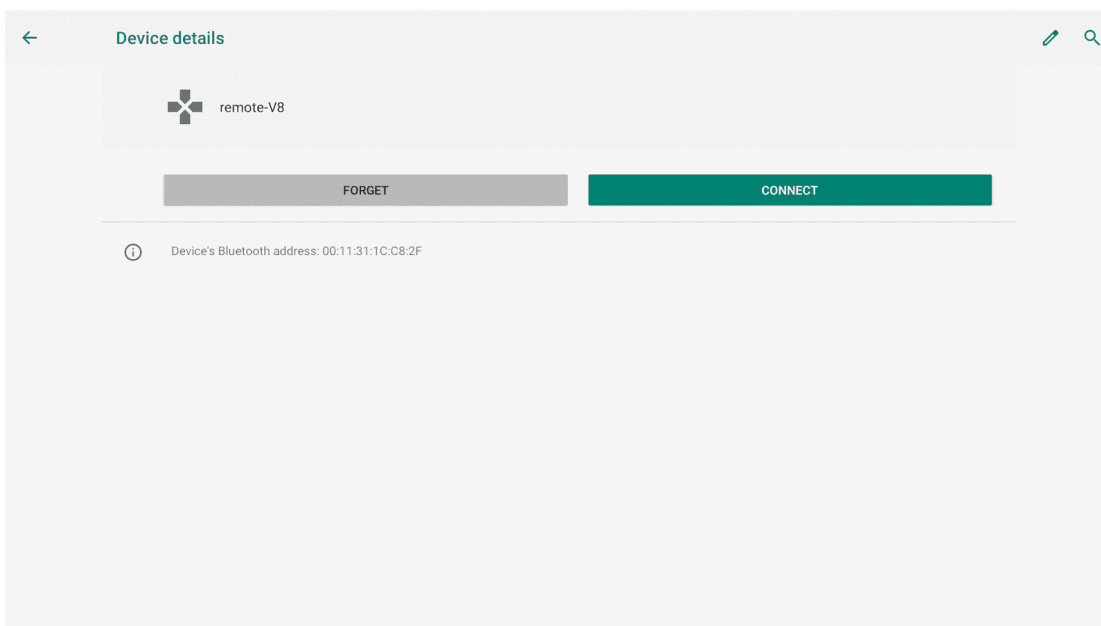 Device details
remote-V8
FORGET
CONNECT
Device's Bluetooth address: 00:11:31:1C:C8:2F